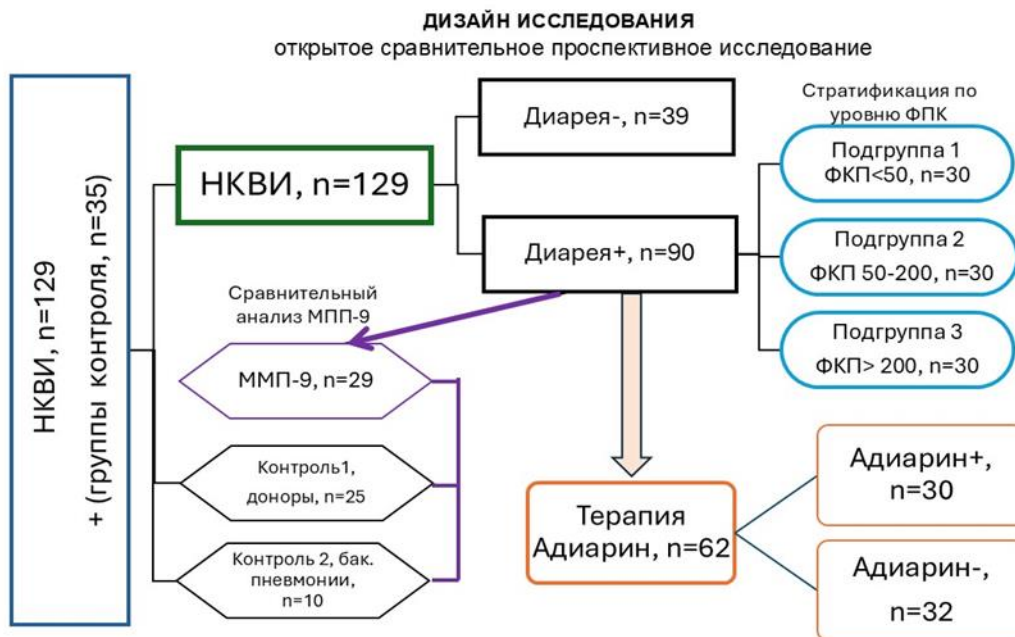 ДИЗАЙН ИССЛЕДОВАНИЯ
открытое сравнительное проспективное исследование
НКВИ, n=129
+ (группы контроля, n=35)
НКВИ, n=129
Диарея-, n=39
Диарея+, n=90
Стратификация по
уровню ФПК
Подгруппа 1
ФКП<50, n=30
Подгруппа 2
ФКП 50-200, n=30
Подгруппа 3
ФКП> 200, n=30
Сравнительный
анализ МПП-9
ММП-9, n=29
Контроль1,
доноры, n=25
Контроль 2, бак.
пневмонии,
n=10
Терапия
Адиарин, n=62
Адиарин+,
n=30
Адиарин-,
n=32